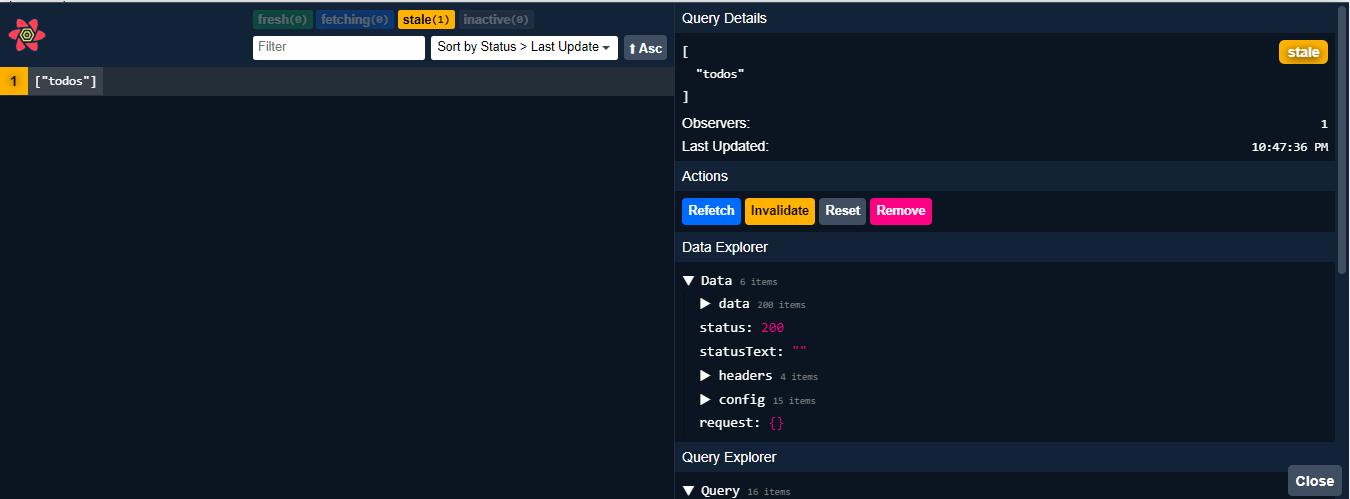 fresh(0) fetching(0) stale(1) inactive(0)
Filter Sort by Status > Last Update Asc
1 ["todos"]
Query Details
[
"todos"
]
stale
Observers: 1
Last Updated: 10:47:36 PM
Actions
Refetch Invalidate Reset Remove
Data Explorer
Data 6 items
data 200 items
status: 200
statusText: ""
headers 4 items
config 15 items
request: {}
Query Explorer
Query 16 items
Close